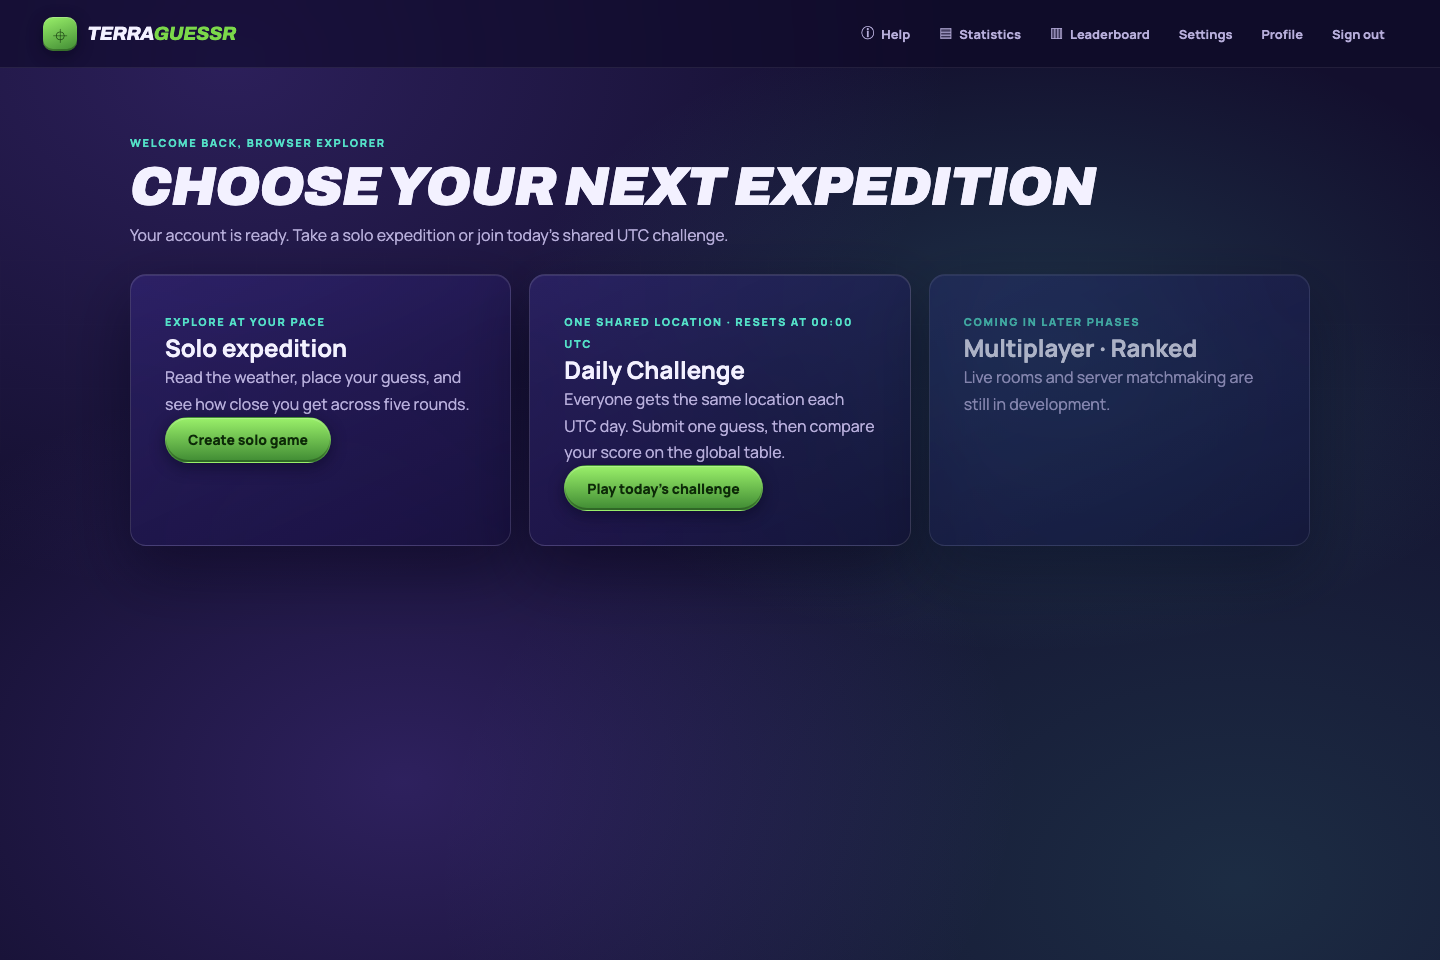 TERRAGUESSR
Help
Statistics
Leaderboard
Settings
Profile
Sign out
WELCOME BACK, BROWSER EXPLORER
CHOOSE YOUR NEXT EXPEDITION
Your account is ready. Take a solo expedition or join today's shared UTC challenge.
EXPLORE AT YOUR PACE
Solo expedition
Read the weather, place your guess, and
see how close you get across five rounds.
Create solo game
ONE SHARED LOCATION · RESETS AT 00:00
UTC
Daily Challenge
Everyone gets the same location each
UTC day. Submit one guess, then compare
your score on the global table.
Play today's challenge
COMING IN LATER PHASES
Multiplayer · Ranked
Live rooms and server matchmaking are
still in development.